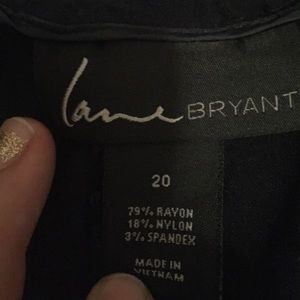 Lane BRYANT
20
79% RAYON
18% NYLON
3% SPANDEX
MADE IN
VIETNAM